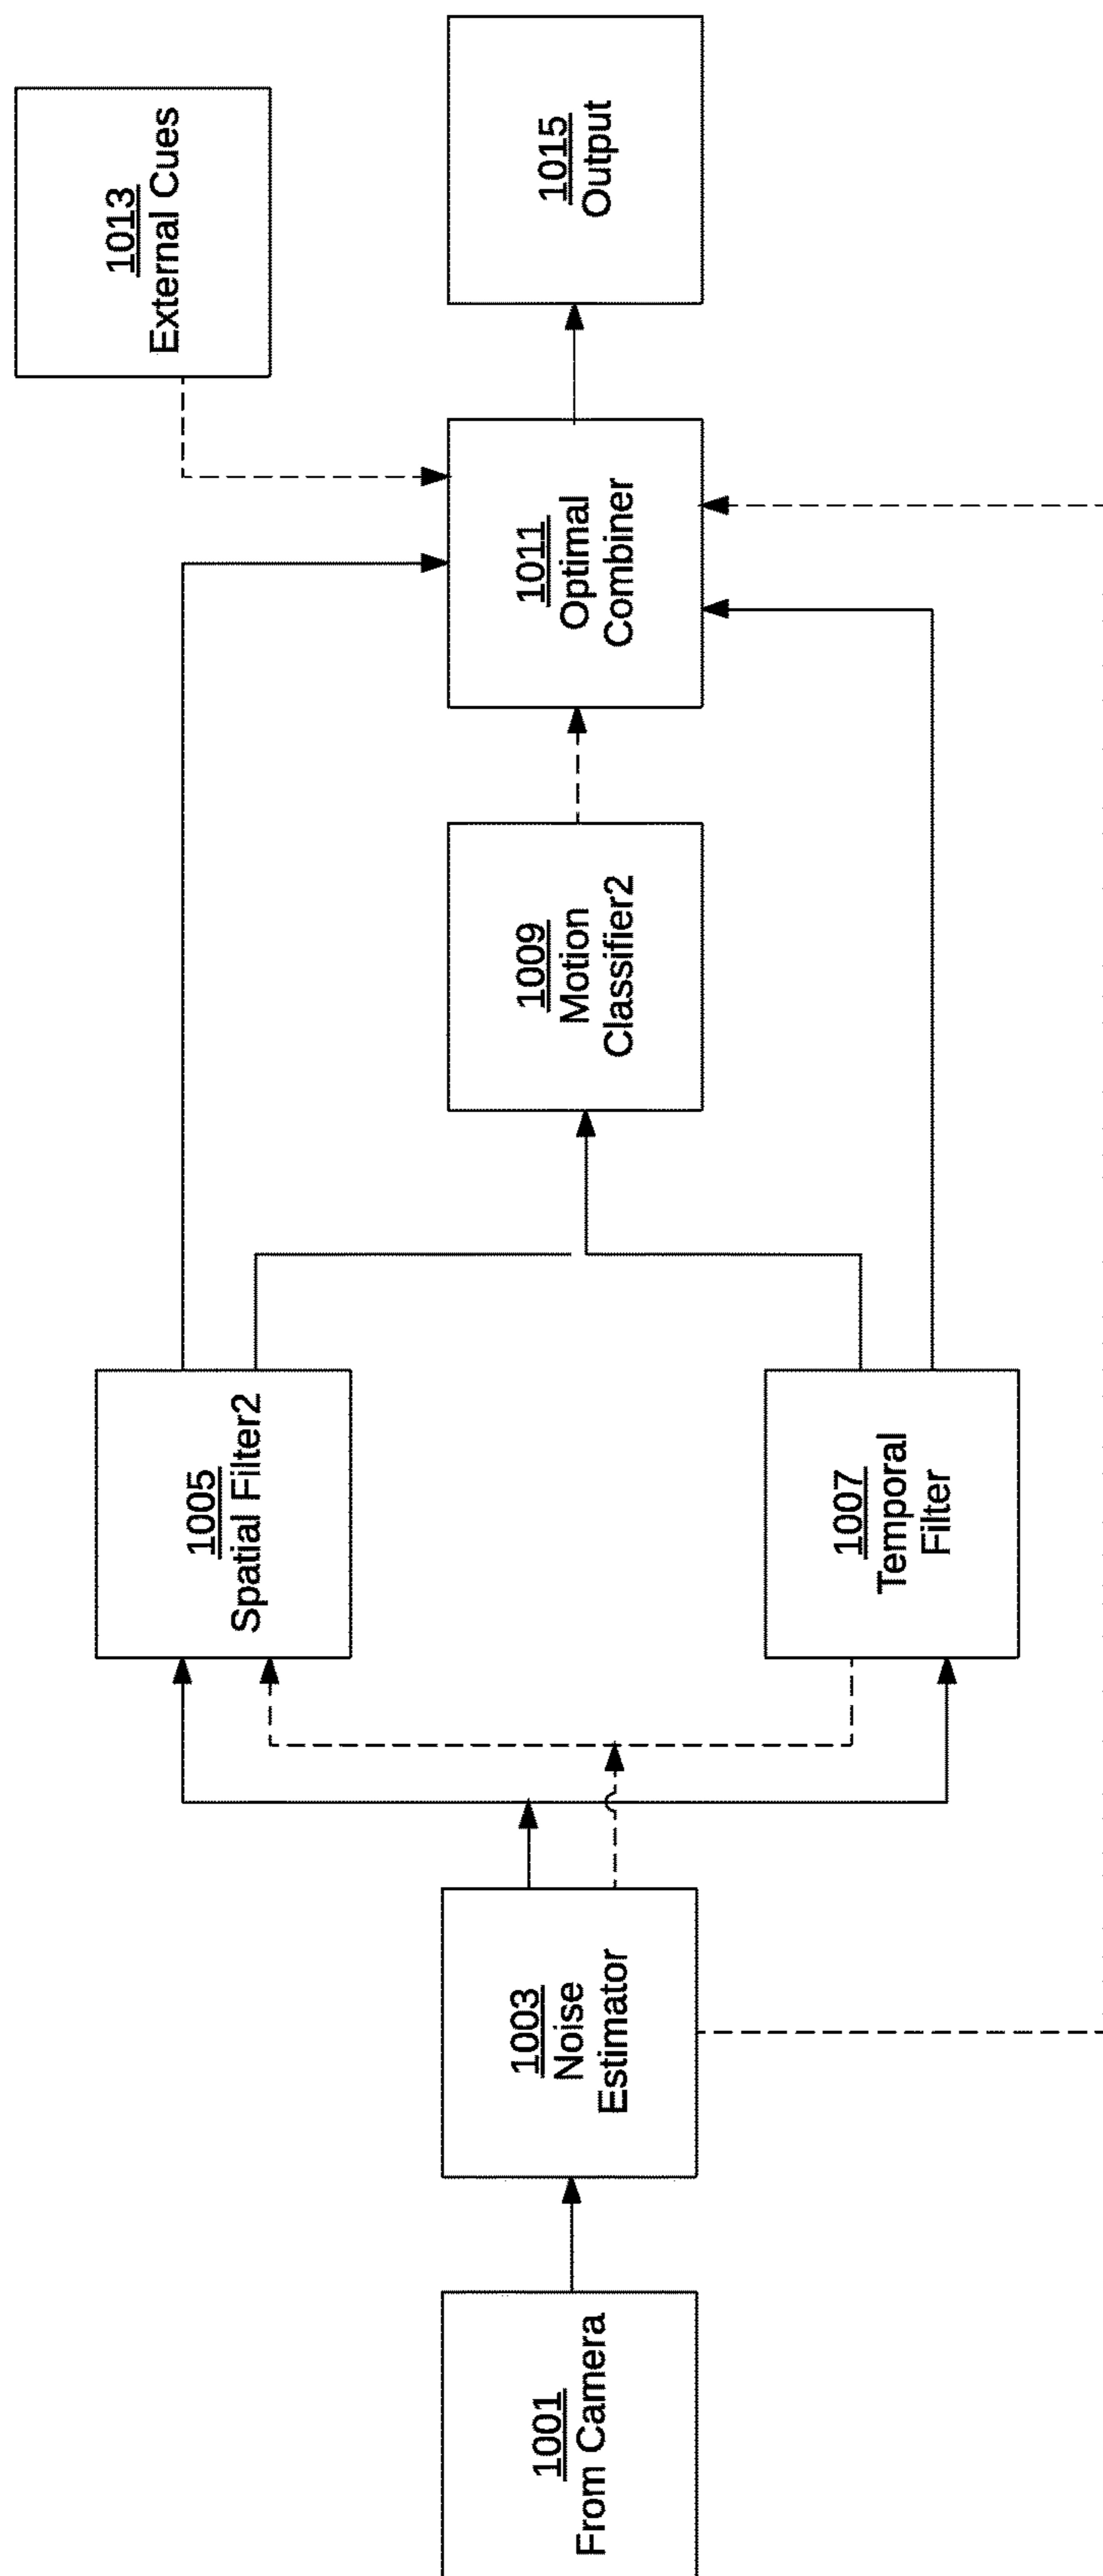 1001
From Camera
1003
Noise
Estimator
1005
Spatial Filter2
1007
Temporal
Filter
1009
Motion
Classifier2
1011
Optimal
Combiner
1013
External Cues
1015
Output